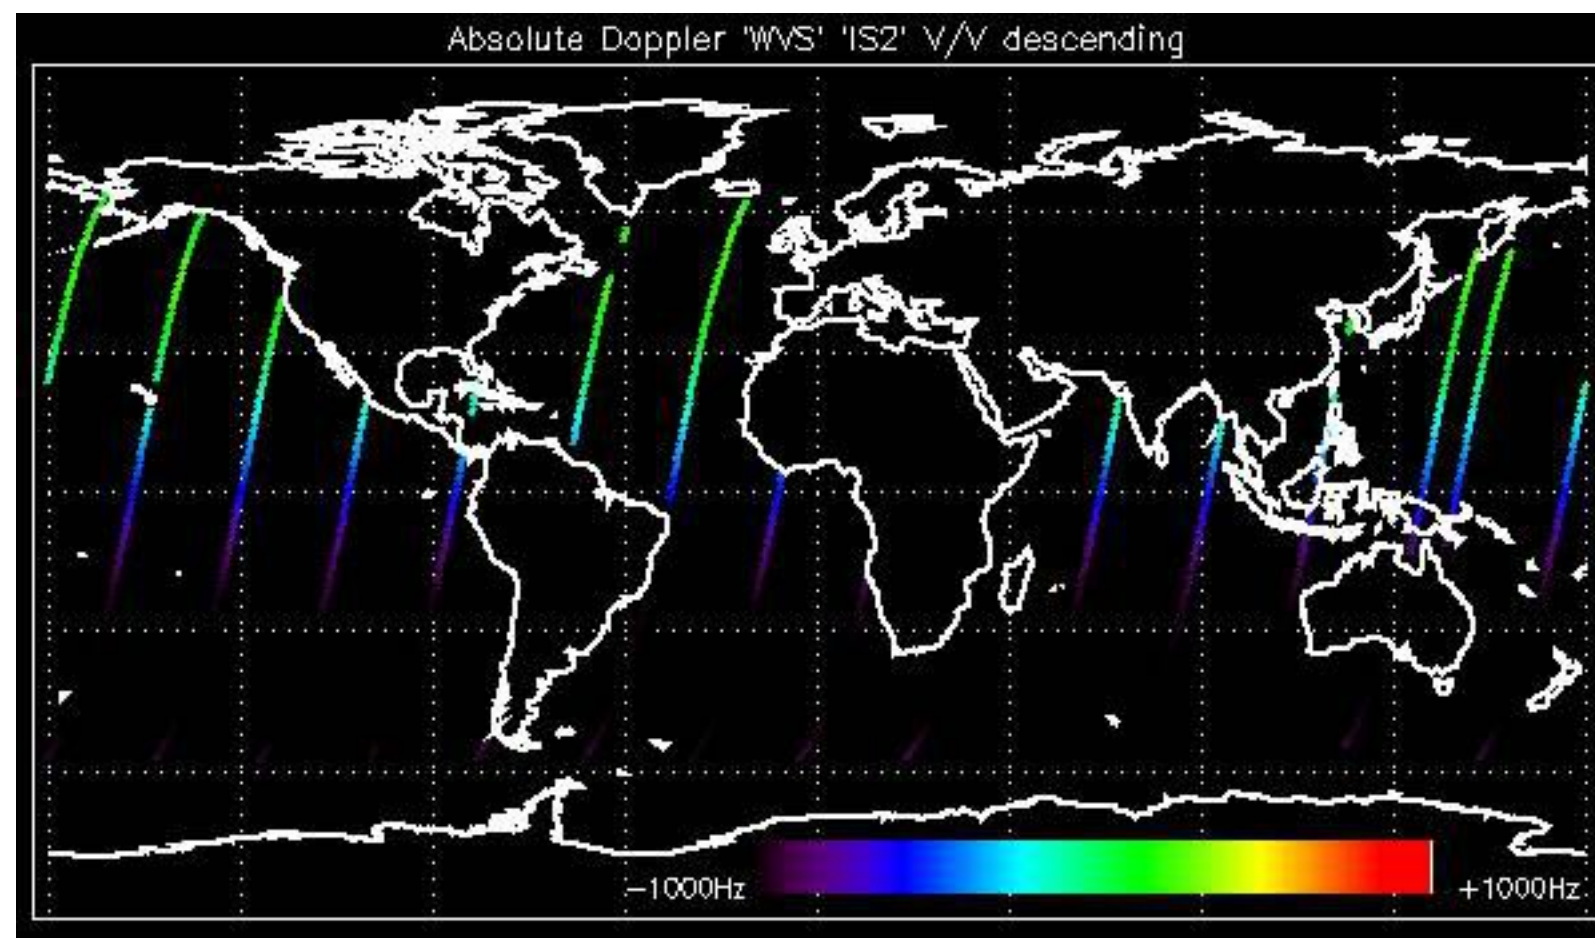 Absolute Doppler 'WVS' 'IS2' V/V descending
−1000Hz
+1000Hz